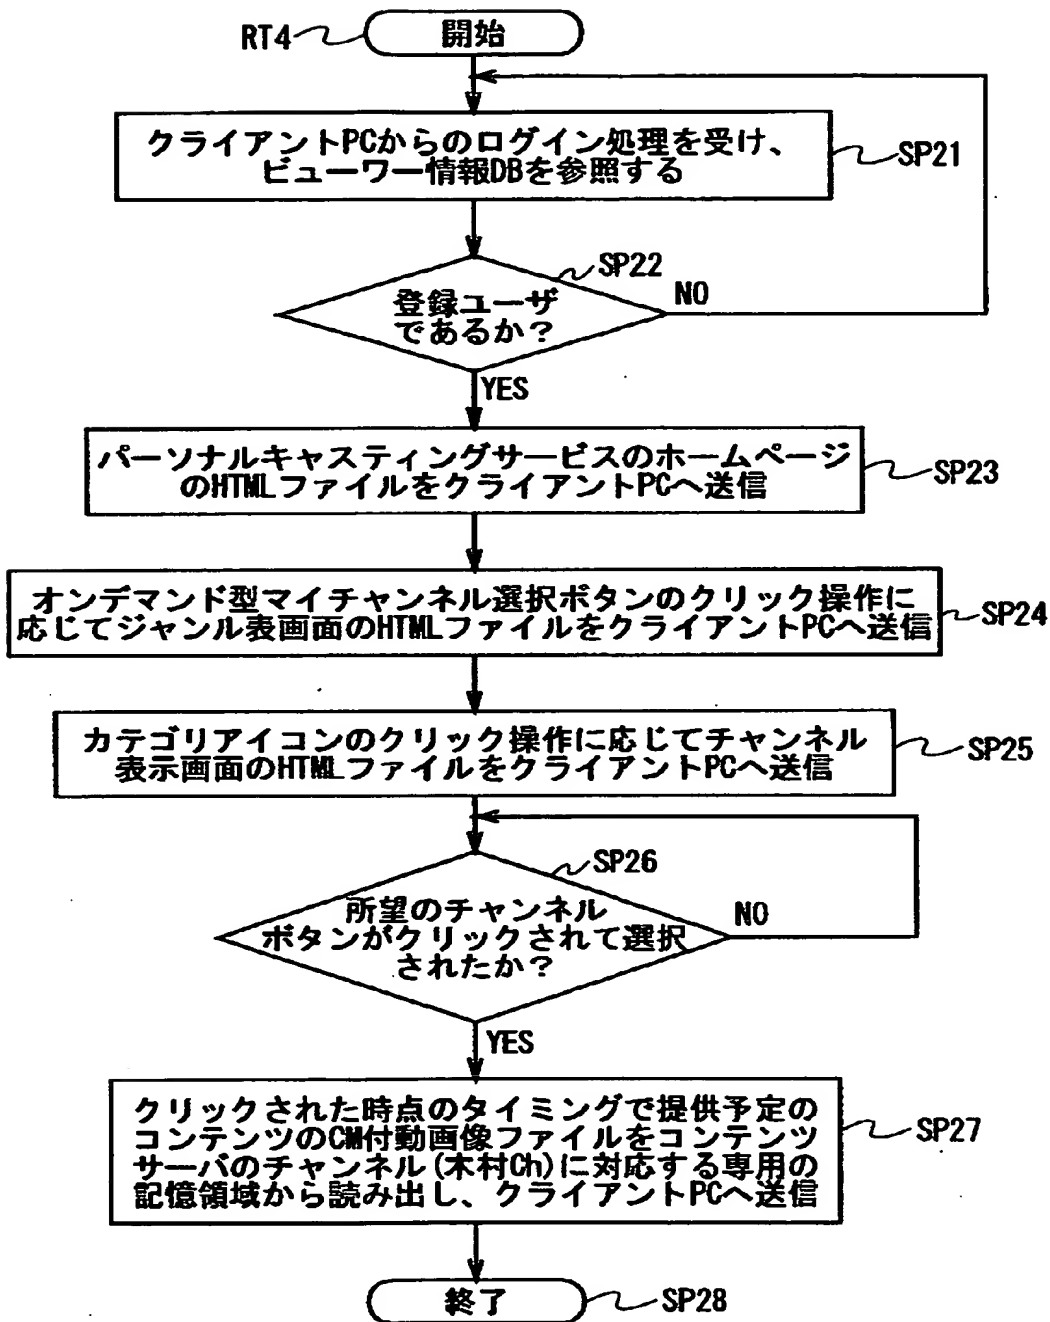 RT4
開始
クライアントPCからのログイン処理を受け、
ビューワー情報DBを参照する
SP21
SP22
登録ユーザ
であるか?
NO
YES
パーソナルキャスティングサービスのホームページ
のHTMLファイルをクライアントPCへ送信
SP23
オンデマンド型マイチャンネル選択ボタンのクリック操作に
応じてジャンル表画面のHTMLファイルをクライアントPCへ送信
SP24
カテゴリアイコンのクリック操作に応じてチャンネル
表示画面のHTMLファイルをクライアントPCへ送信
SP25
SP26
所望のチャンネル
ボタンがクリックされて選択
されたか?
NO
YES
クリックされた時点のタイミングで提供予定の
コンテンツのCM付動画像ファイルをコンテンツ
サーバのチャンネル(木村Ch)に対応する専用の
記憶領域から読み出し、クライアントPCへ送信
SP27
終了
SP28